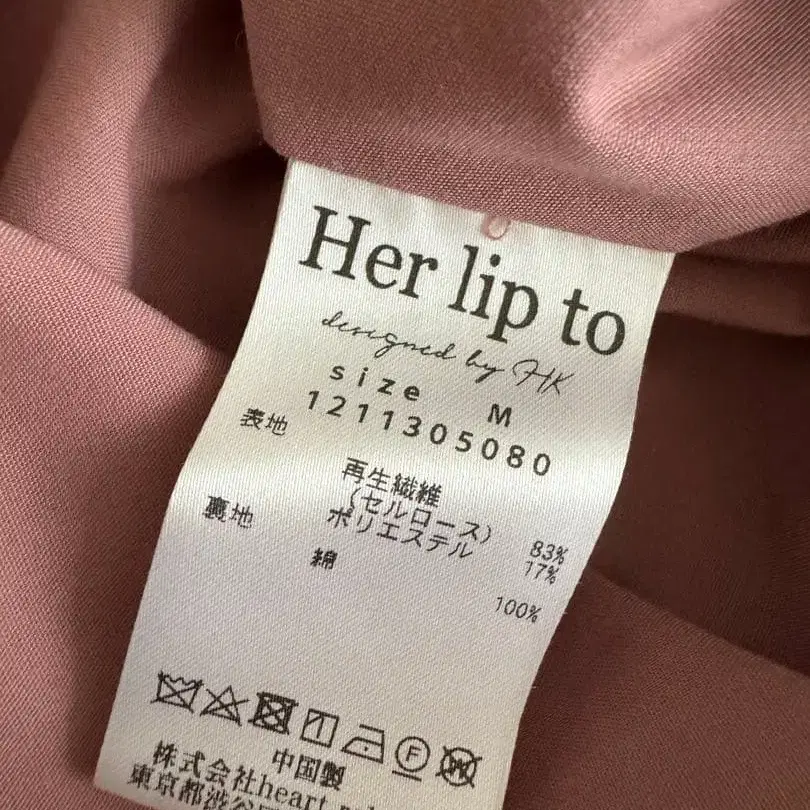 Her lip to
designed by HK
size M
1211305080
表地
再生繊維
(セルロース) 83%
ポリエステル 17%
裏地
綿 100%
F
W
中国製
株式会社heart
東京都渋谷